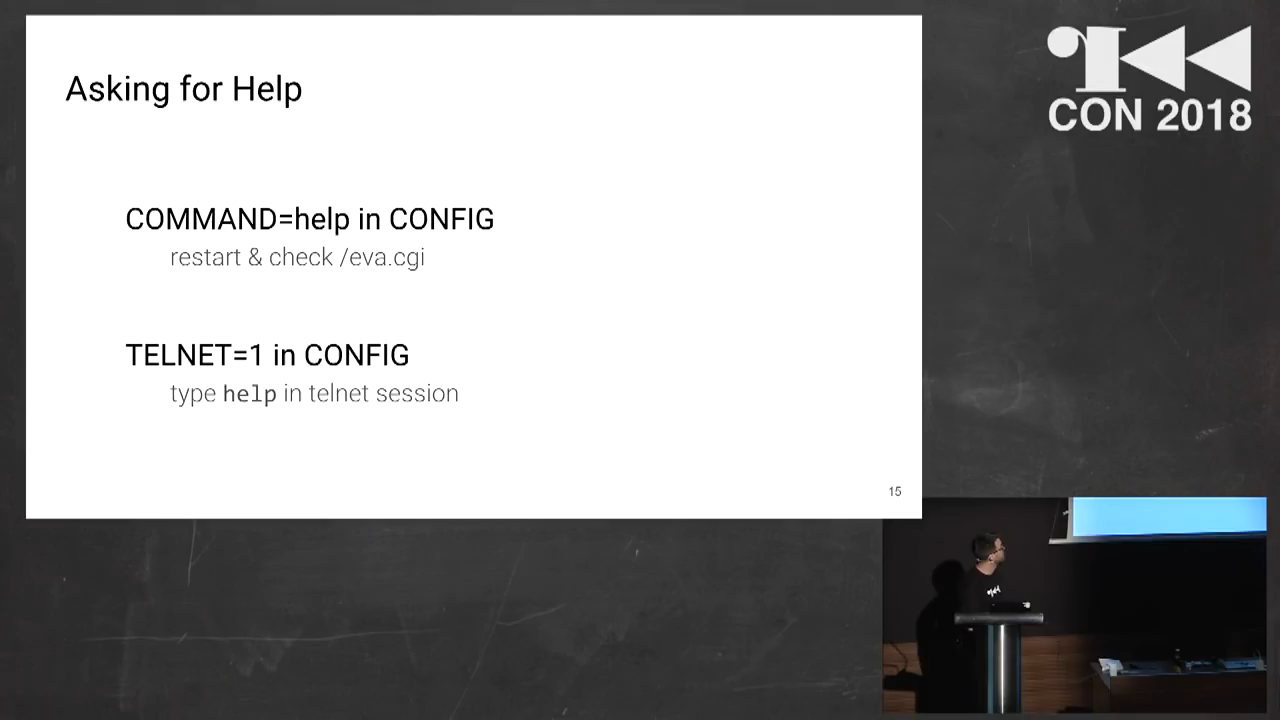 Asking for Help
COMMAND=help in CONFIG
restart & check /eva.cgi
TELNET=1 in CONFIG
type help in telnet session
15
CON 2018